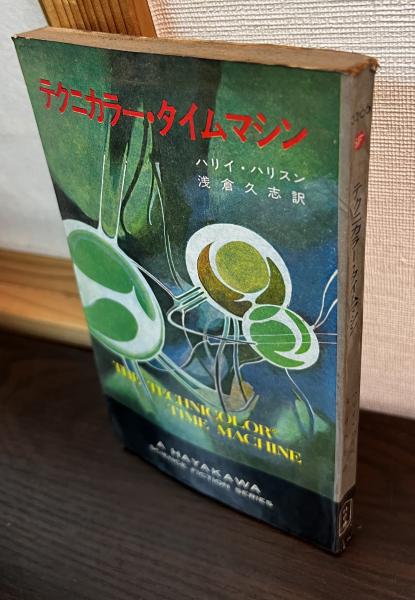 テクニカラー・タイムマシン
ハリイ・ハリスン
浅倉久志訳
THE TECHNICOLOR®
TIME MACHINE
A HAYAKAWA
SCIENCE FICTION SERIES
SF
テクニカラー・タイムマシン